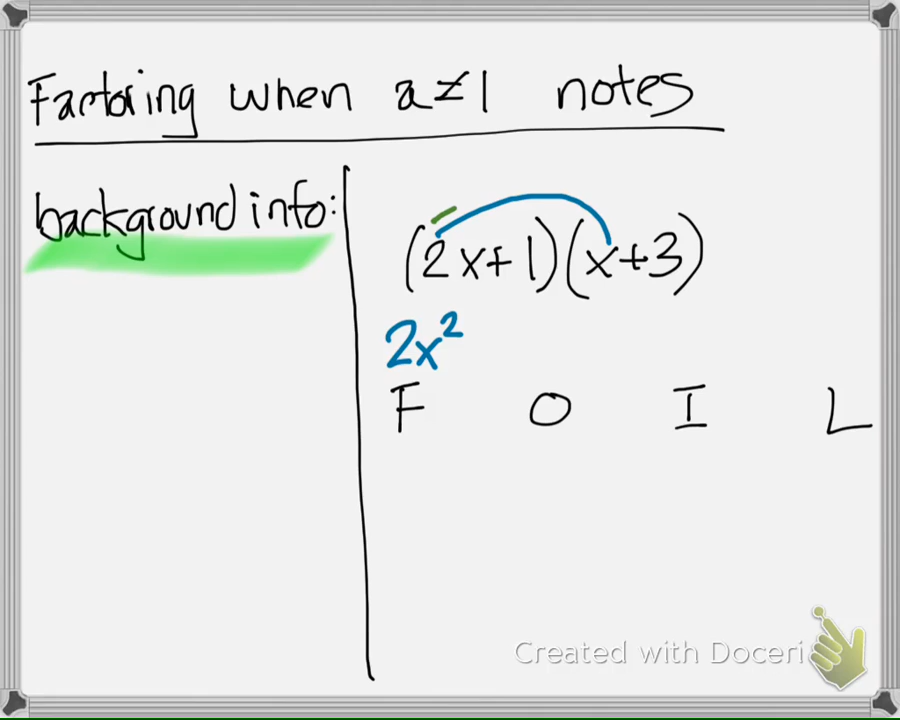 Factoring when a≠1 notes
background info:
(2x+1)(x+3)
2x²
F O I L
Created with Doceri